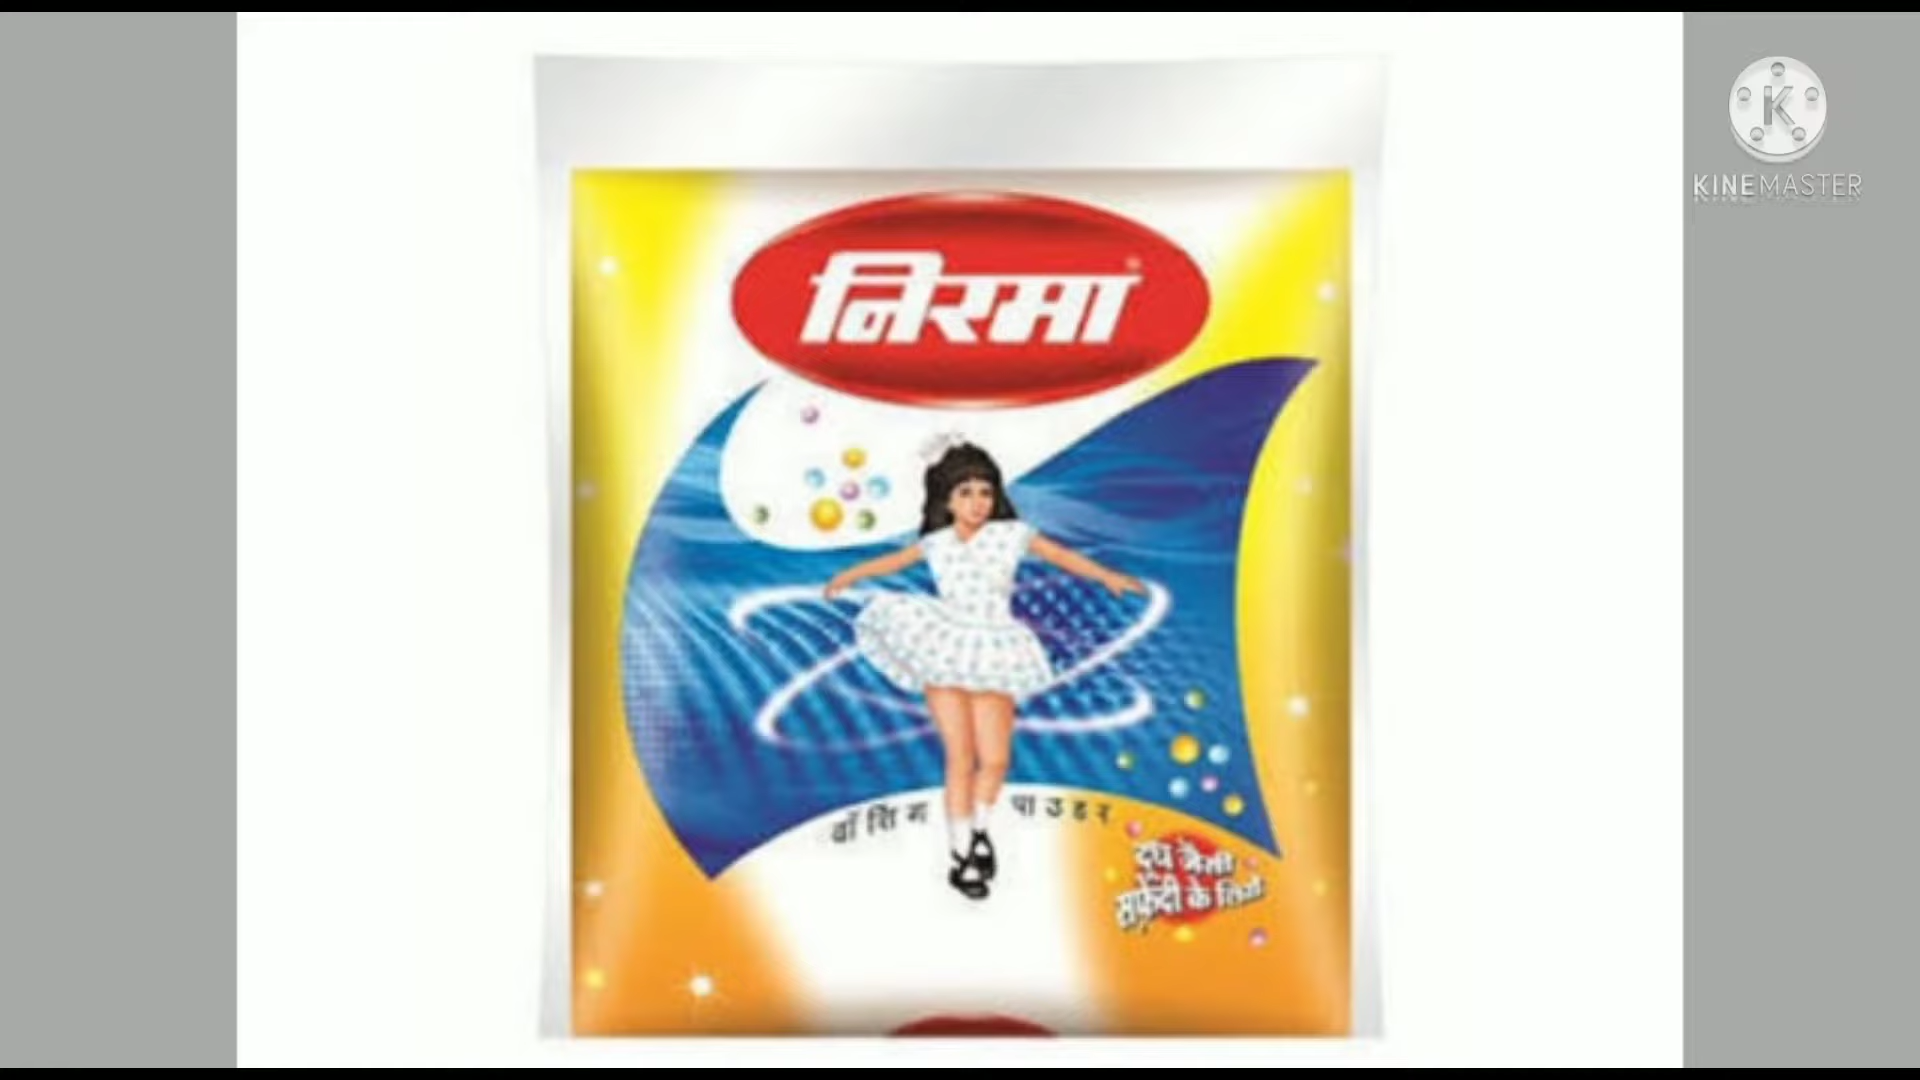 निरमा
KINEMASTER
वॉशिंग पाउडर
दूध जैसी
सफेदी के लिये